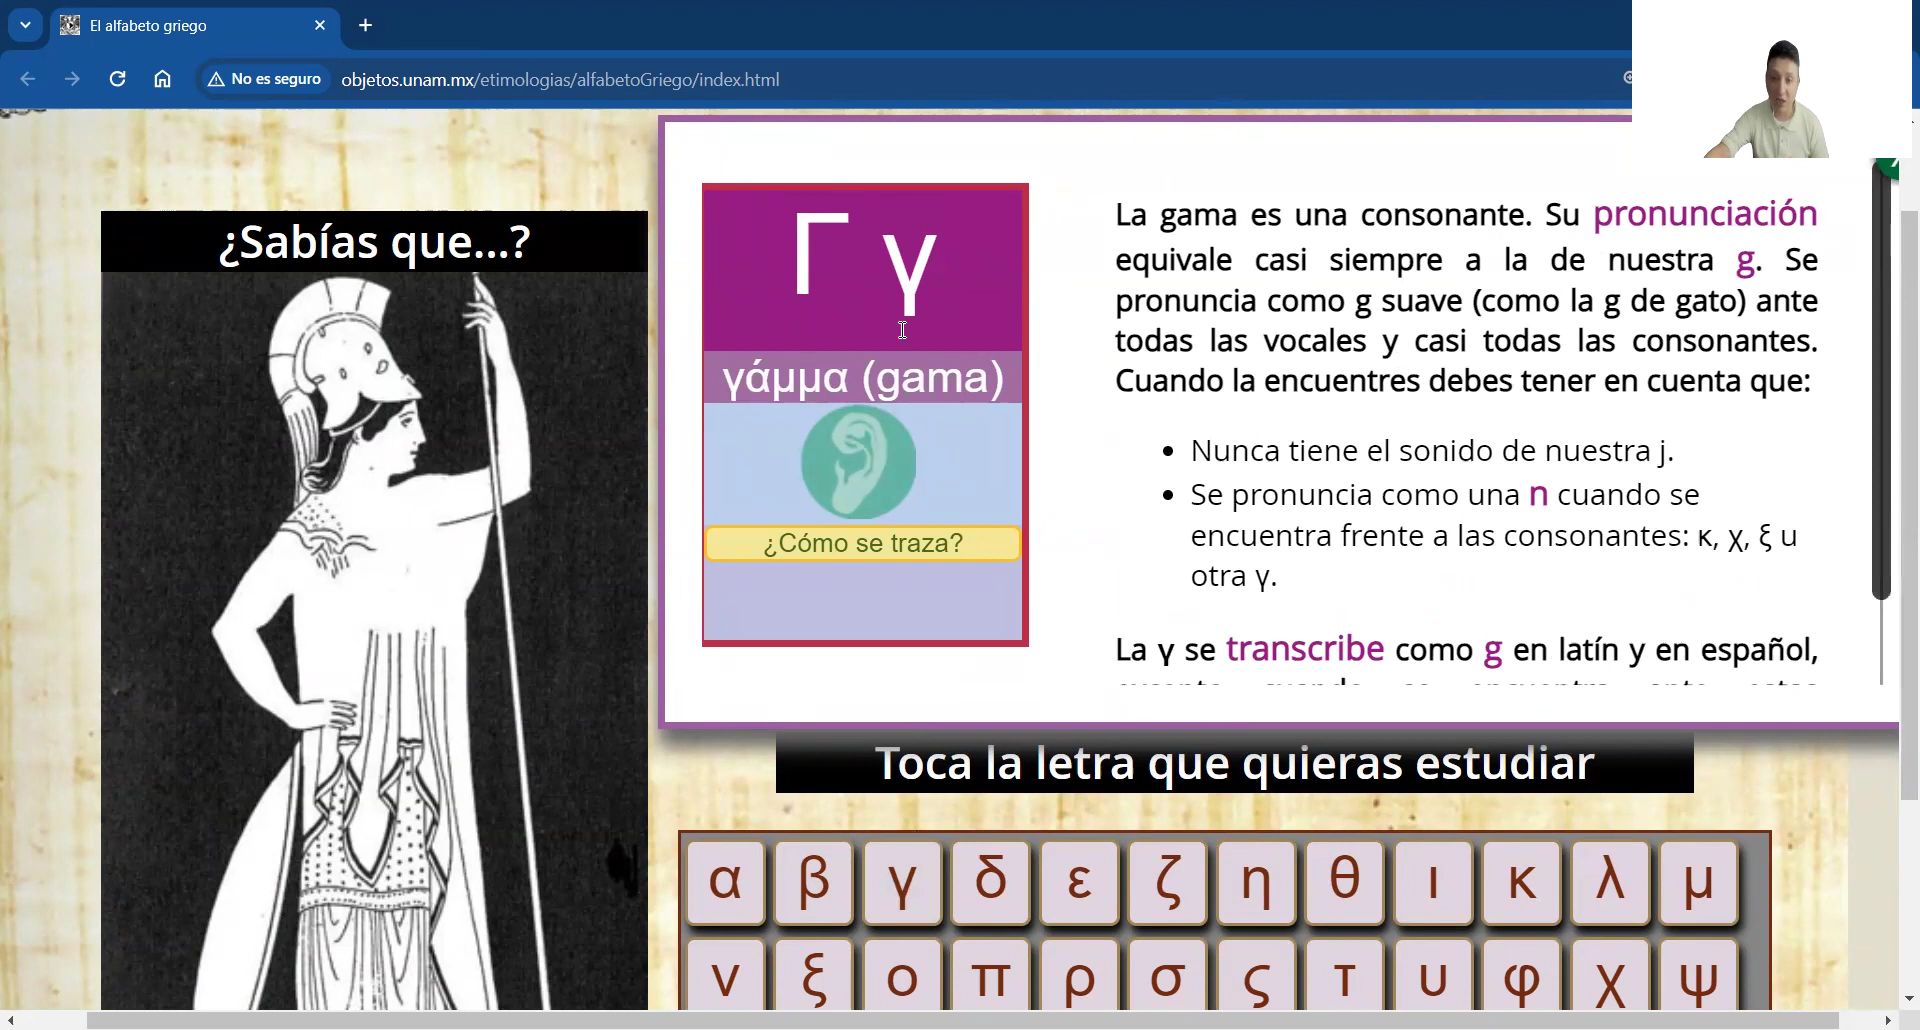 El alfabeto griego
No es seguro
objetos.unam.mx/etimologias/alfabetoGriego/index.html
¿Sabías que...?
Γ γ
γάμμα (gama)
¿Cómo se traza?
La gama es una consonante. Su pronunciación
equivale casi siempre a la de nuestra g. Se
pronuncia como g suave (como la g de gato) ante
todas las vocales y casi todas las consonantes.
Cuando la encuentres debes tener en cuenta que:
• Nunca tiene el sonido de nuestra j.
• Se pronuncia como una n cuando se
encuentra frente a las consonantes: κ, χ, ξ u
otra γ.
La γ se transcribe como g en latín y en español,
Toca la letra que quieras estudiar
α β γ δ ε ζ η θ ι κ λ μ
ν ξ ο π ρ σ ς τ υ φ χ ψ